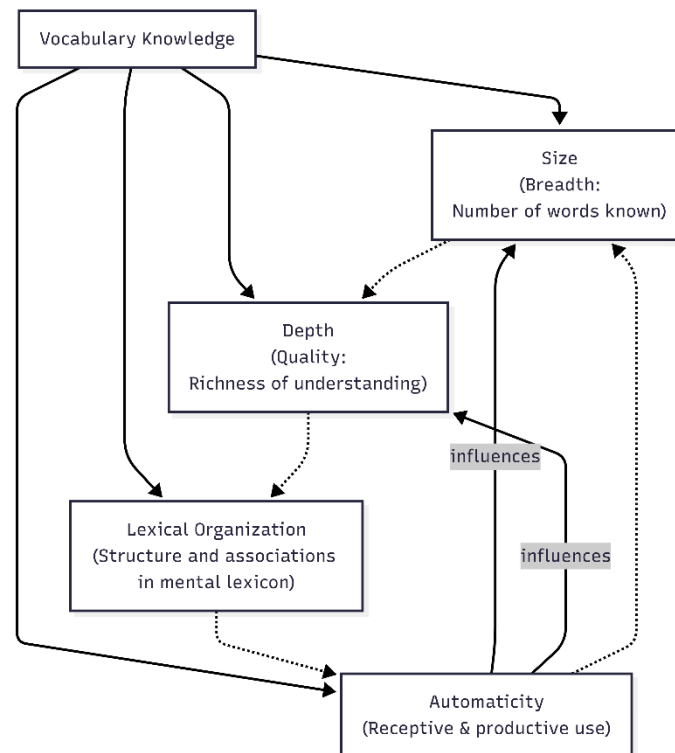 Vocabulary Knowledge
Size
(Breadth:
Number of words known)
Depth
(Quality:
Richness of understanding)
influences
Lexical Organization
(Structure and associations
in mental lexicon)
influences
Automaticity
(Receptive & productive use)